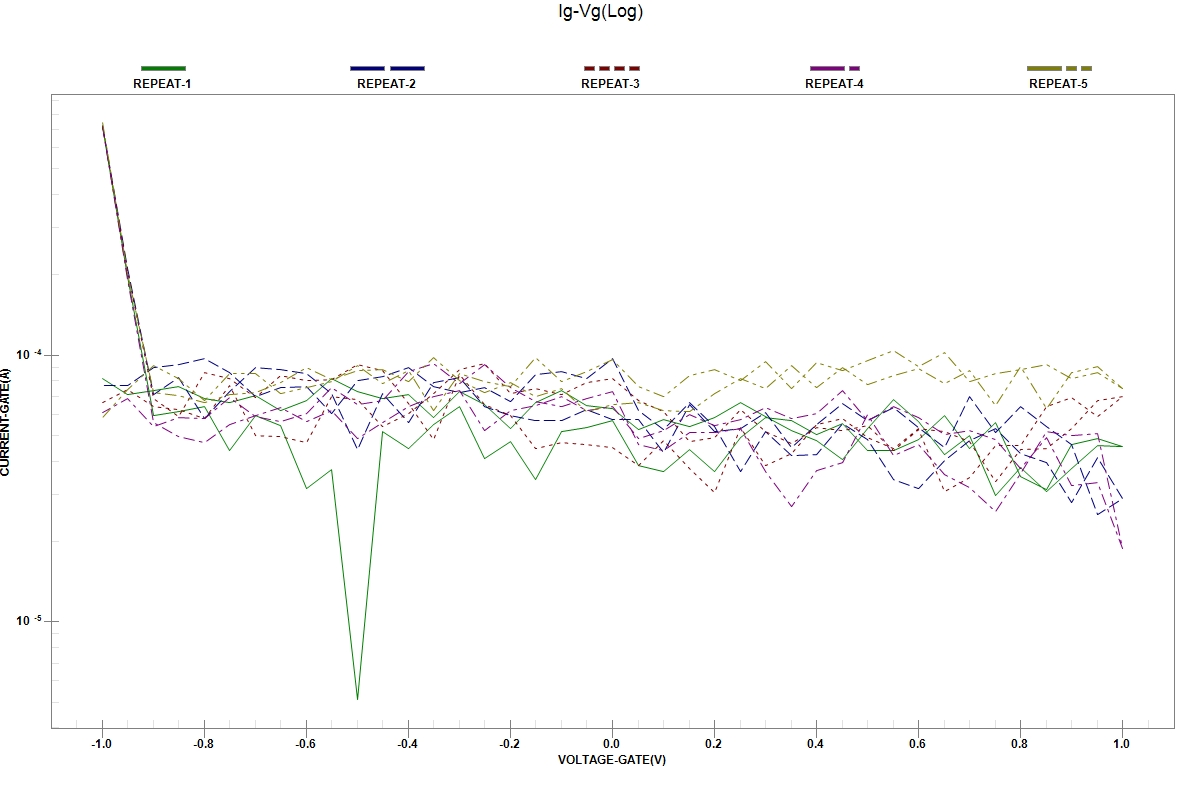 Ig-Vg(Log)
REPEAT-1 REPEAT-2 REPEAT-3 REPEAT-4 REPEAT-5
CURRENT-GATE(A)
10 -4
10 -5
-1.0 -0.8 -0.6 -0.4 -0.2 0.0 0.2 0.4 0.6 0.8 1.0
VOLTAGE-GATE(V)